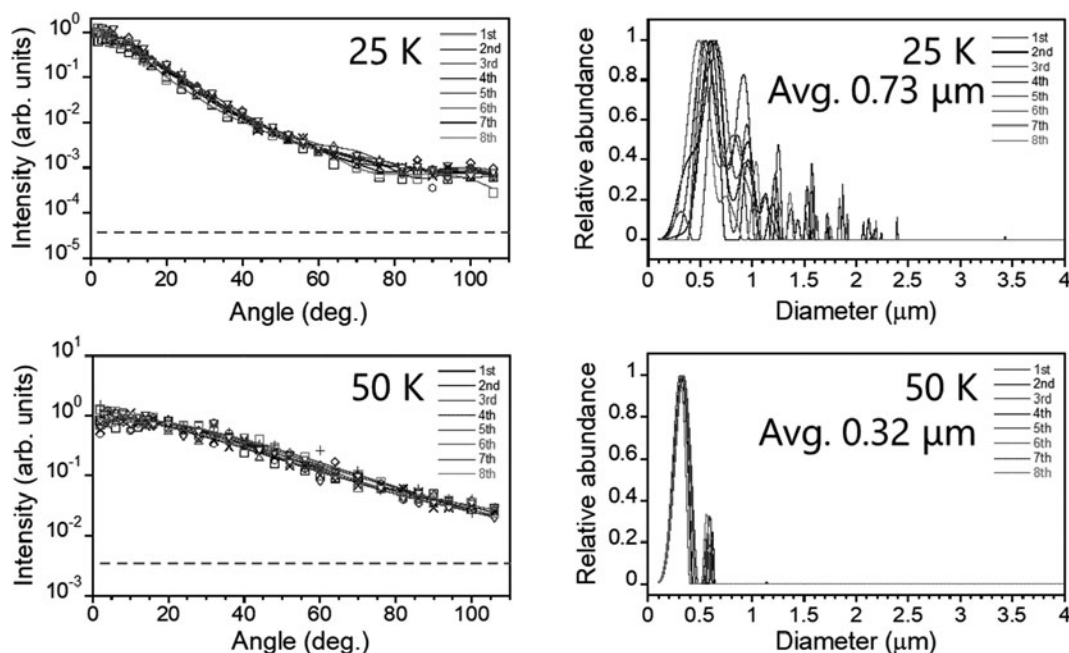 Intensity (arb. units)
10^0
10^-1
10^-2
10^-3
10^-4
10^-5
0 20 40 60 80 100
Angle (deg.)
25 K
1st
2nd
3rd
4th
5th
6th
7th
8th
Relative abundance
1
0.8
0.6
0.4
0.2
0
0 0.5 1 1.5 2 2.5 3 3.5 4
Diameter (μm)
25 K
Avg. 0.73 μm
1st
2nd
3rd
4th
5th
6th
7th
8th
Intensity (arb. units)
10^1
10^0
10^-1
10^-2
10^-3
0 20 40 60 80 100
Angle (deg.)
50 K
1st
2nd
3rd
4th
5th
6th
7th
8th
Relative abundance
1
0.8
0.6
0.4
0.2
0
0 0.5 1 1.5 2 2.5 3 3.5 4
Diameter (μm)
50 K
Avg. 0.32 μm
1st
2nd
3rd
4th
5th
6th
7th
8th